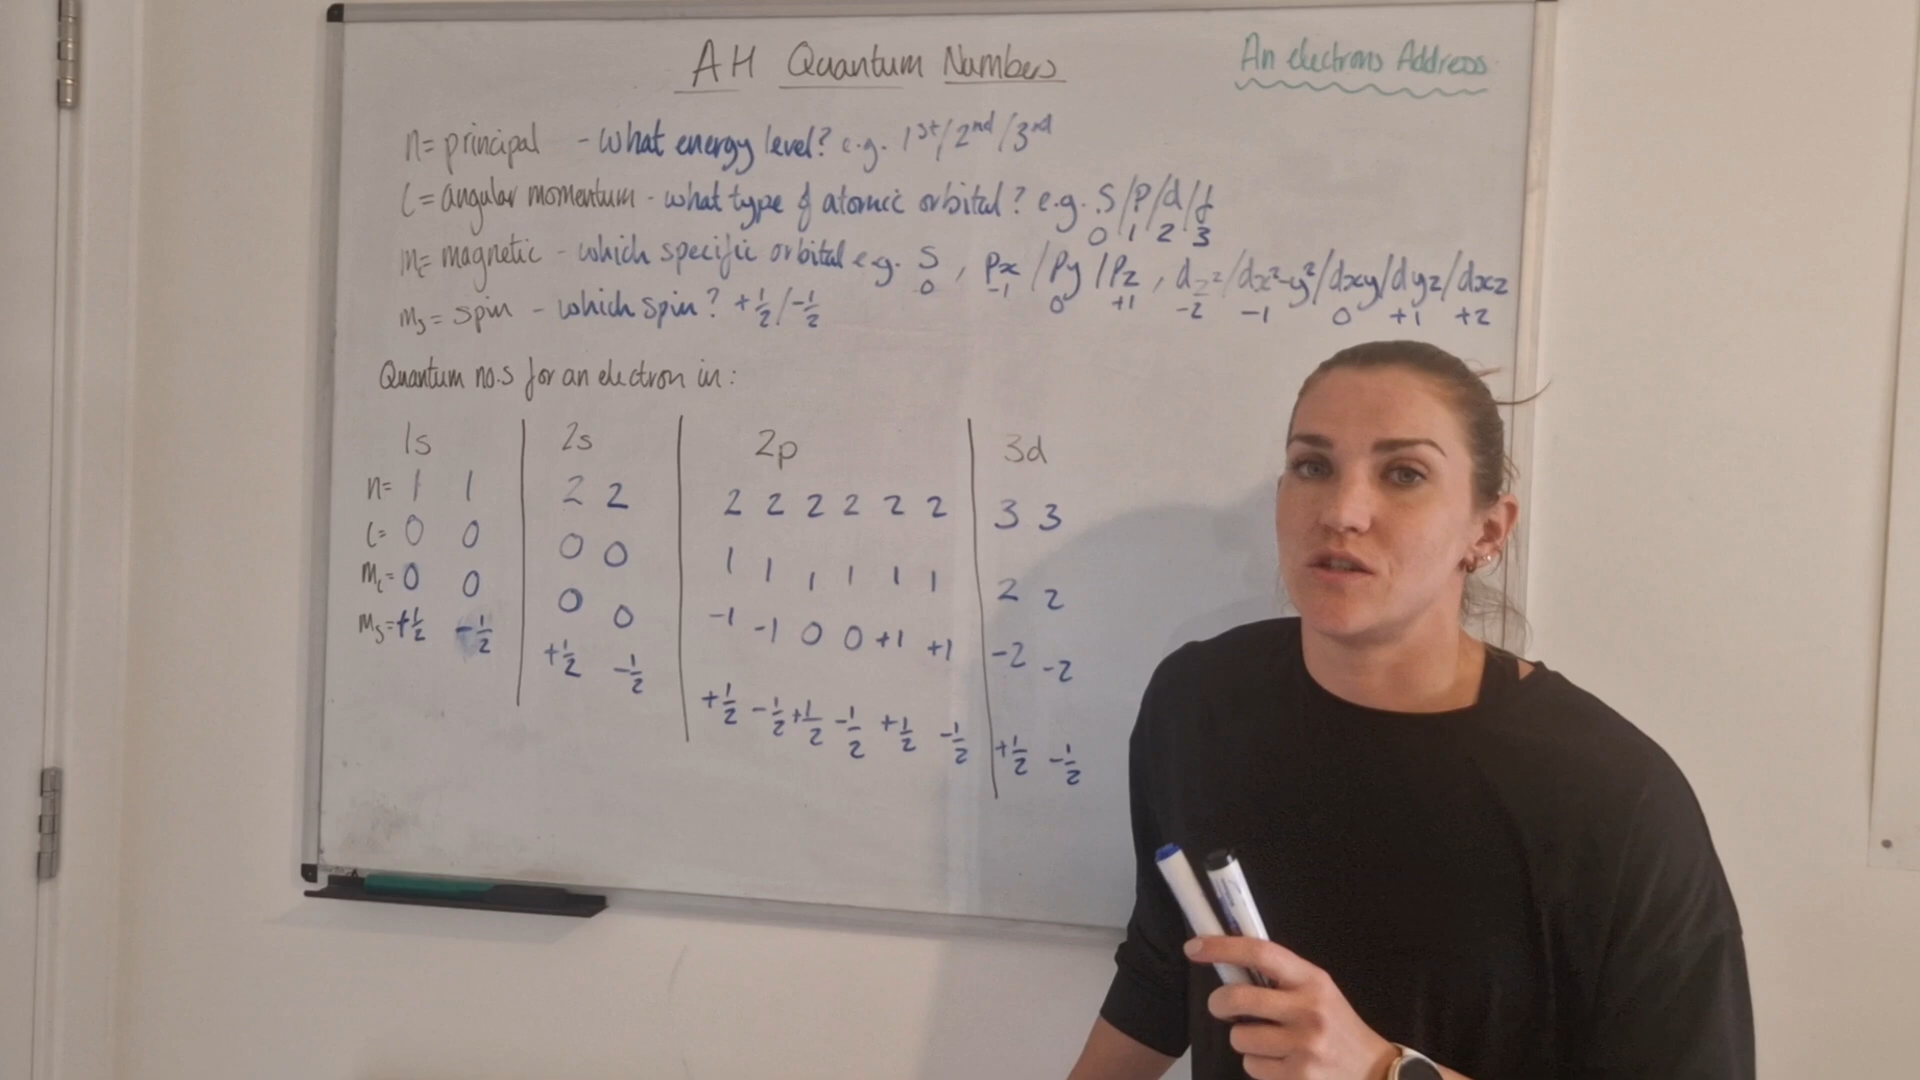 AH Quantum Numbers
An electrons Address
n= principal - what energy level? e.g. 1st/2nd/3rd
l= angular momentum - what type of atomic orbital? e.g. s/p/d/f
0 1 2 3
ml= magnetic - which specific orbital e.g. s, px/py/pz, dz²/dx²-y²/dxy/dyz/dxz
0 -1 0 +1 -2 -1 0 +1 +2
ms= spin - which spin? +1/2/-1/2
Quantum no.s for an electron in:
1s 2s 2p 3d
n= 1 1 2 2 2 2 2 2 2 2 3 3
l= 0 0 0 0 1 1 1 1 1 1 2 2
ml= 0 0 0 0 -1 -1 0 0 +1 +1 -2 -2
ms= +1/2 -1/2 +1/2 -1/2 +1/2 -1/2 +1/2 -1/2 +1/2 -1/2 +1/2 -1/2